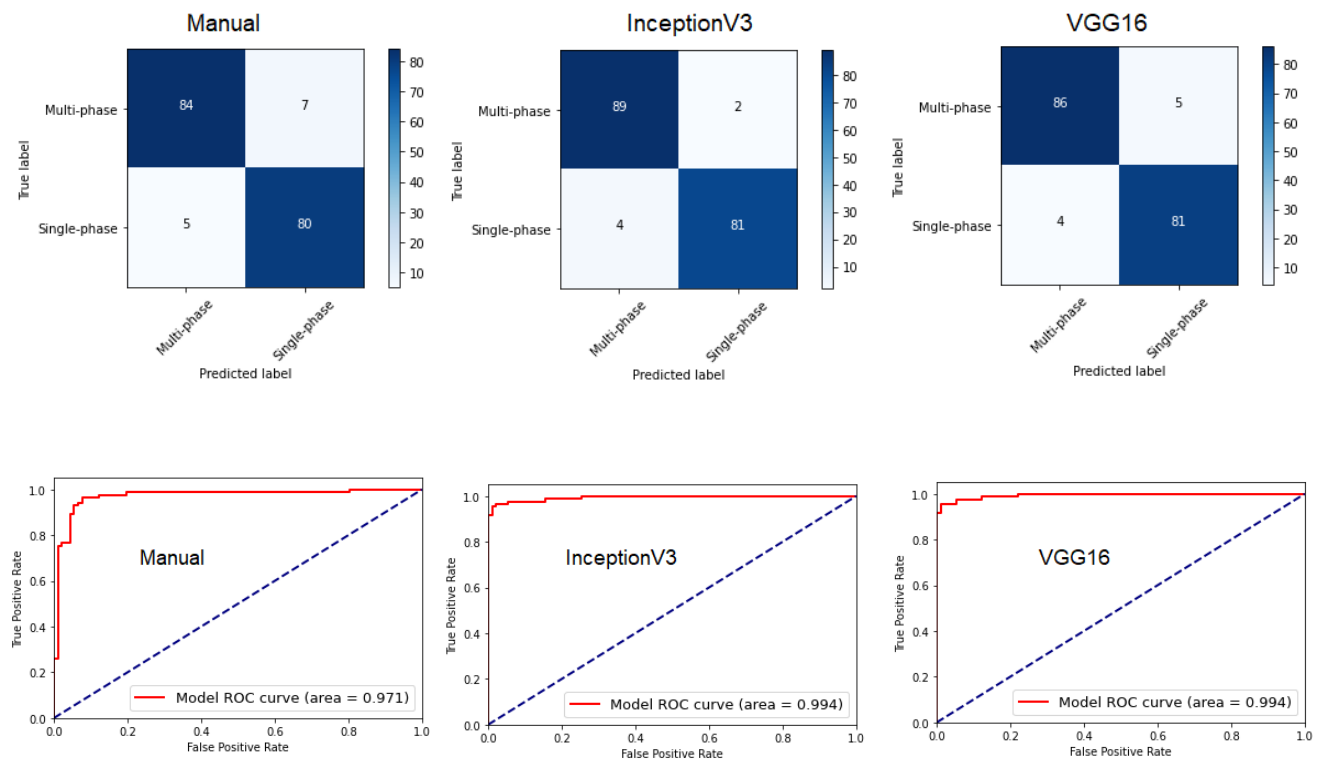 Manual
Multi-phase
Single-phase
True label
84
7
5
80
80
70
60
50
40
30
20
10
Multi-phase
Single-phase
Predicted label
InceptionV3
Multi-phase
Single-phase
True label
89
2
4
81
80
70
60
50
40
30
20
10
Multi-phase
Single-phase
Predicted label
VGG16
Multi-phase
Single-phase
True label
86
5
4
81
80
70
60
50
40
30
20
10
Multi-phase
Single-phase
Predicted label
1.0
0.8
0.6
0.4
0.2
0.0
True Positive Rate
Manual
Model ROC curve (area = 0.971)
0.0 0.2 0.4 0.6 0.8 1.0
False Positive Rate
1.0
0.8
0.6
0.4
0.2
0.0
True Positive Rate
InceptionV3
Model ROC curve (area = 0.994)
0.0 0.2 0.4 0.6 0.8 1.0
False Positive Rate
1.0
0.8
0.6
0.4
0.2
0.0
True Positive Rate
VGG16
Model ROC curve (area = 0.994)
0.0 0.2 0.4 0.6 0.8 1.0
False Positive Rate